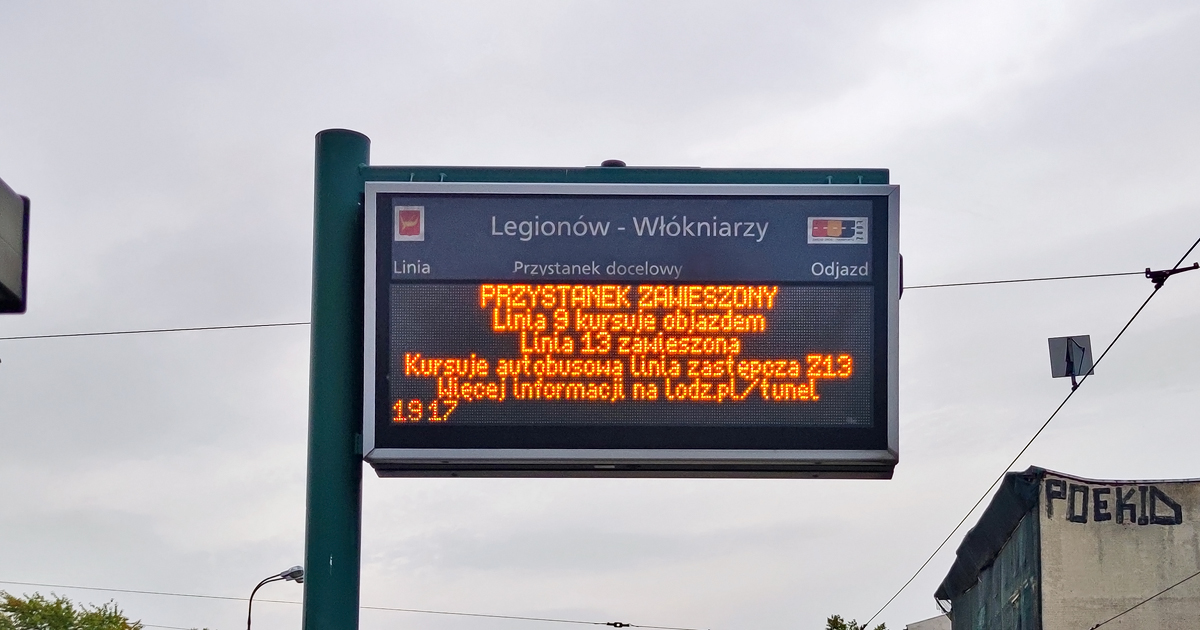 Legionów - Włókniarzy
Linia Przystanek docelowy Odjazd
PRZYSTANEK ZAWIESZONY
Linia 9 kursuje objazdem
Linia 13 zawieszona
Kursuje autobusowa linia zastępcza Z13
Więcej informacji na lodz.pl/tunel
19 17
POEKID